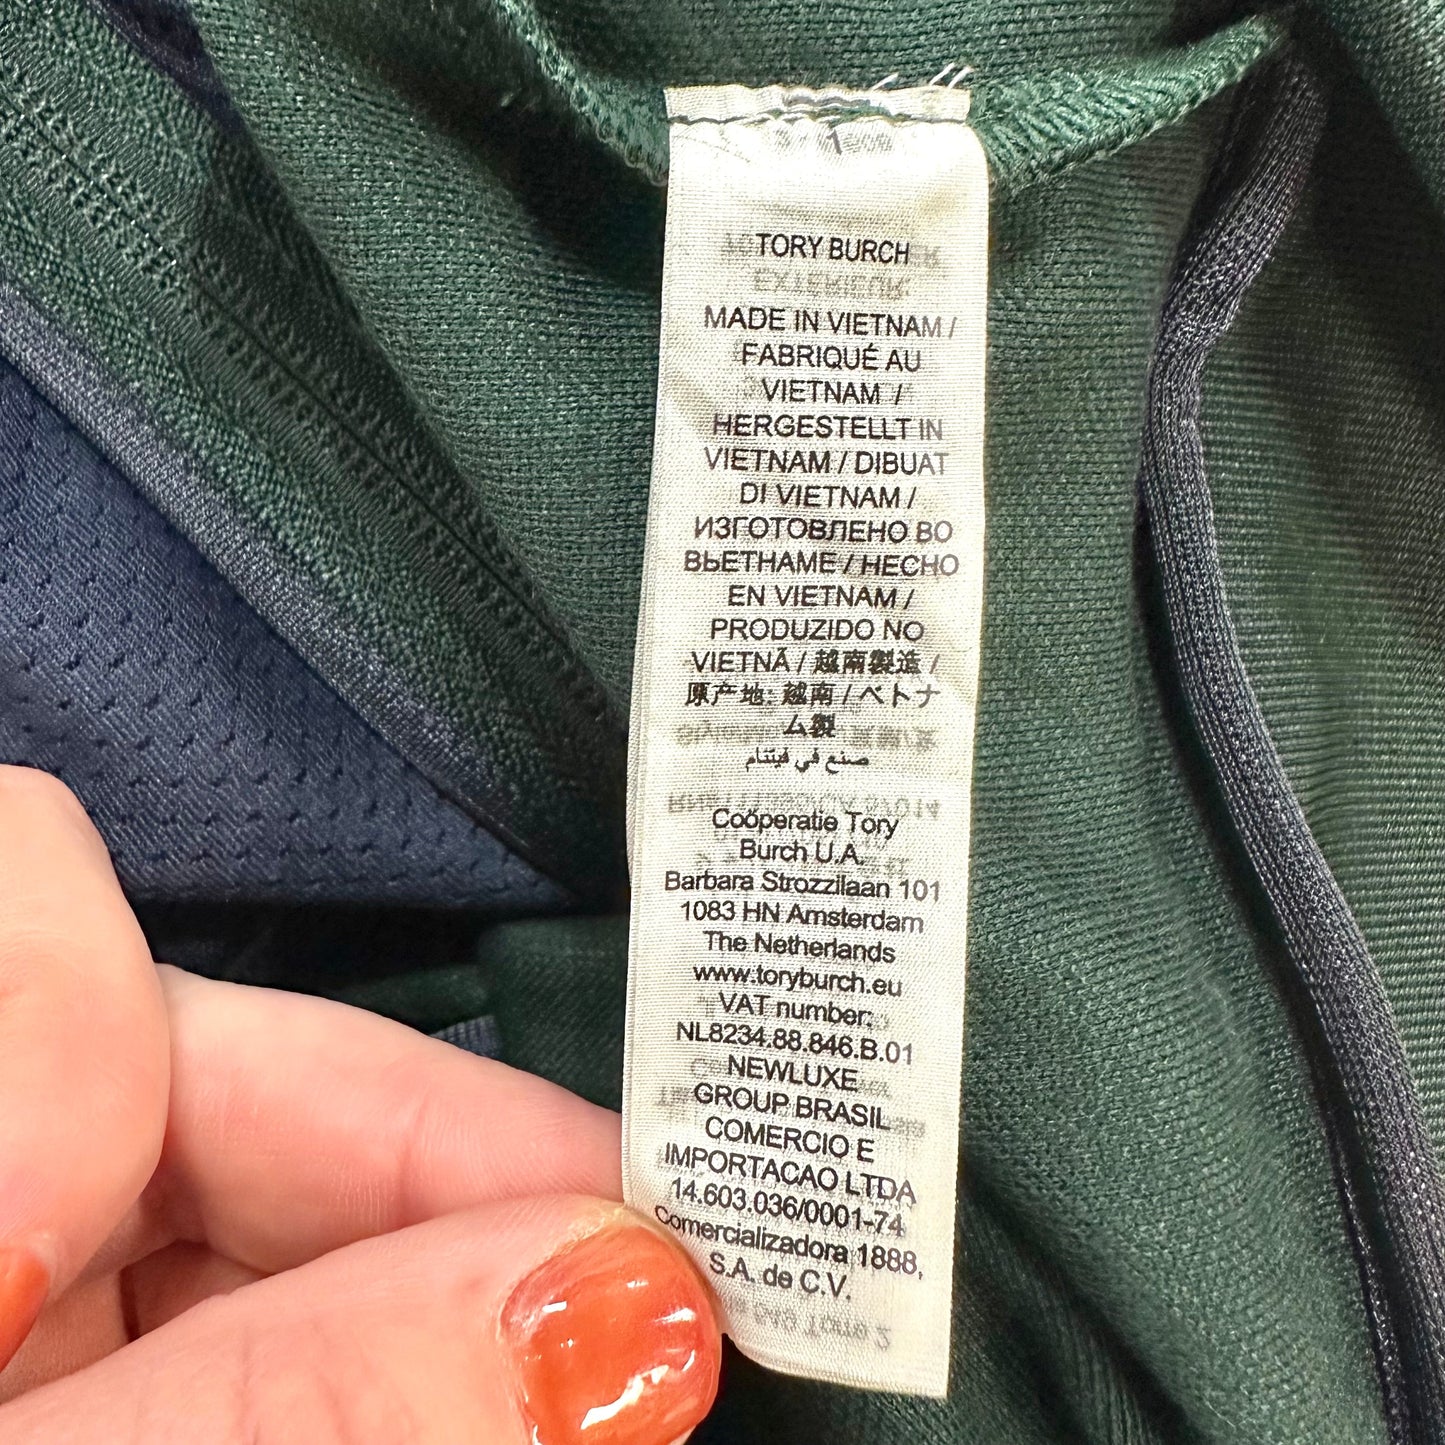 TORY BURCH
MADE IN VIETNAM /
FABRIQUÉ AU
VIETNAM /
HERGESTELLT IN
VIETNAM / DIBUAT
DI VIETNAM /
ИЗГОТОВЛЕНО ВО
ВЬЕТНАМЕ / HECHO
EN VIETNAM /
PRODUZIDO NO
VIETNÃ / 越南製造 /
原产地: 越南 / ベトナ
ム製
صنع في فيتنام
Coöperatie Tory
Burch U.A.
Barbara Strozzilaan 101
1083 HN Amsterdam
The Netherlands
www.toryburch.eu
VAT number:
NL8234.88.846.B.01
NEWLUXE
GROUP BRASIL
COMERCIO E
IMPORTACAO LTDA
14.603.036/0001-74
Comercializadora 1888,
S.A. de C.V.